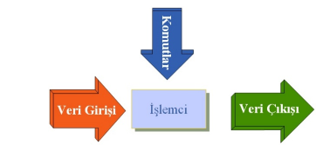 Komutlar
Veri Girişi
İşlemci
Veri Çıkışı